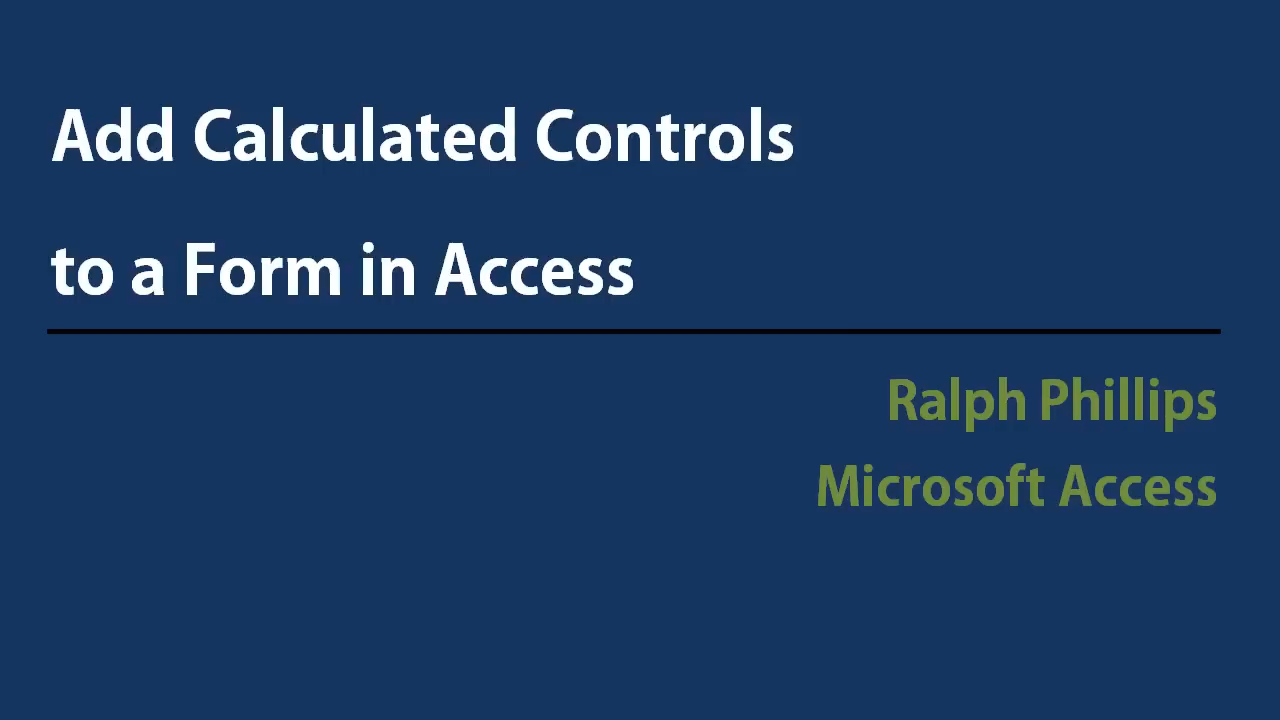 Add Calculated Controls
to a Form in Access
Ralph Phillips
Microsoft Access